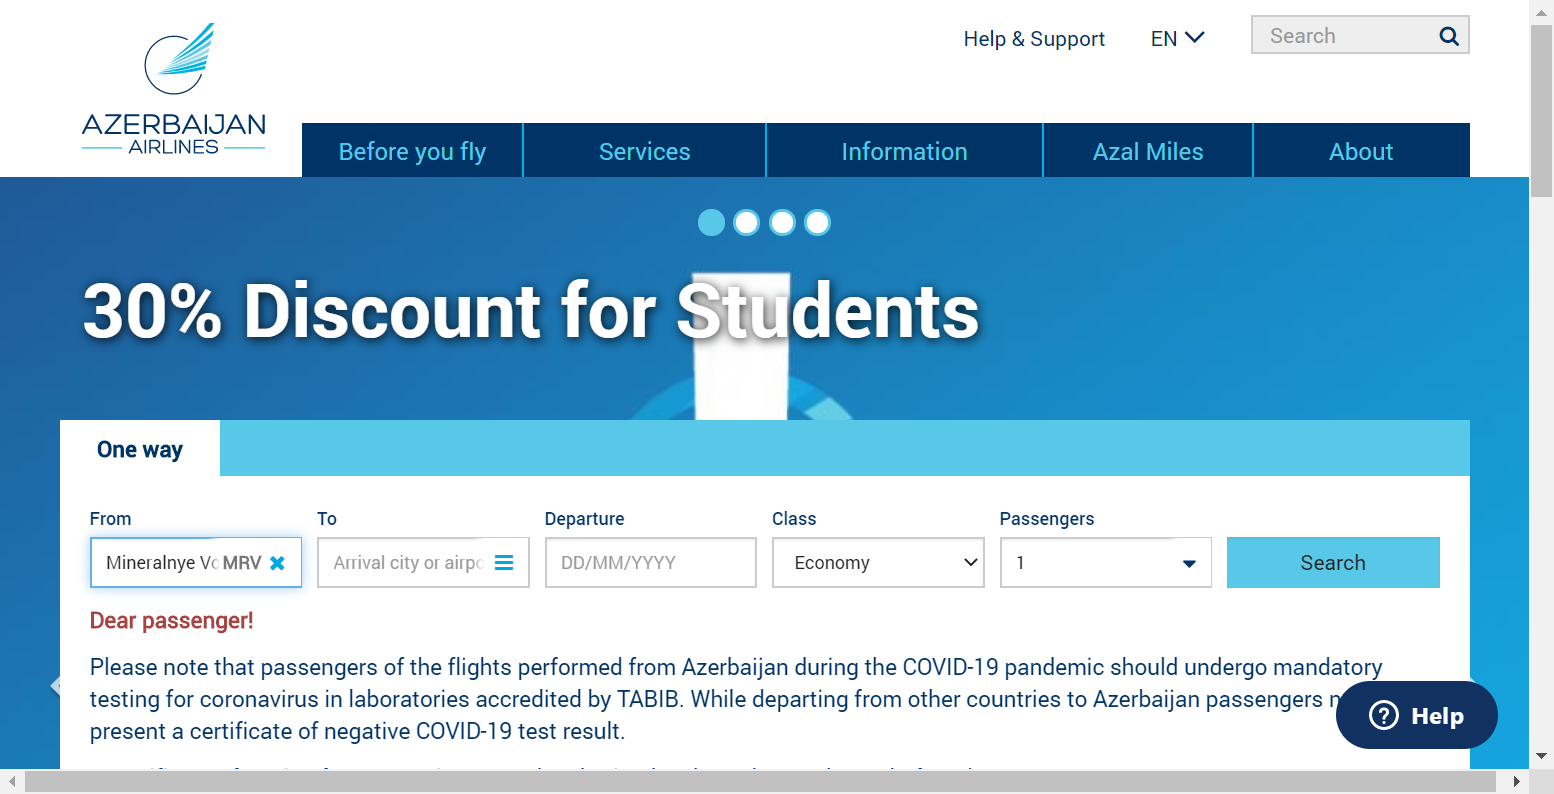 Help & Support
EN
Search
AZERBAIJAN
AIRLINES
Before you fly
Services
Information
Azal Miles
About
30% Discount for Students
One way
From
To
Departure
Class
Passengers
Mineralnye Vo MRV
Arrival city or airpo
DD/MM/YYYY
Economy
1
Search
Dear passenger!
Please note that passengers of the flights performed from Azerbaijan during the COVID-19 pandemic should undergo mandatory
testing for coronavirus in laboratories accredited by TABIB. While departing from other countries to Azerbaijan passengers
present a certificate of negative COVID-19 test result.
Help